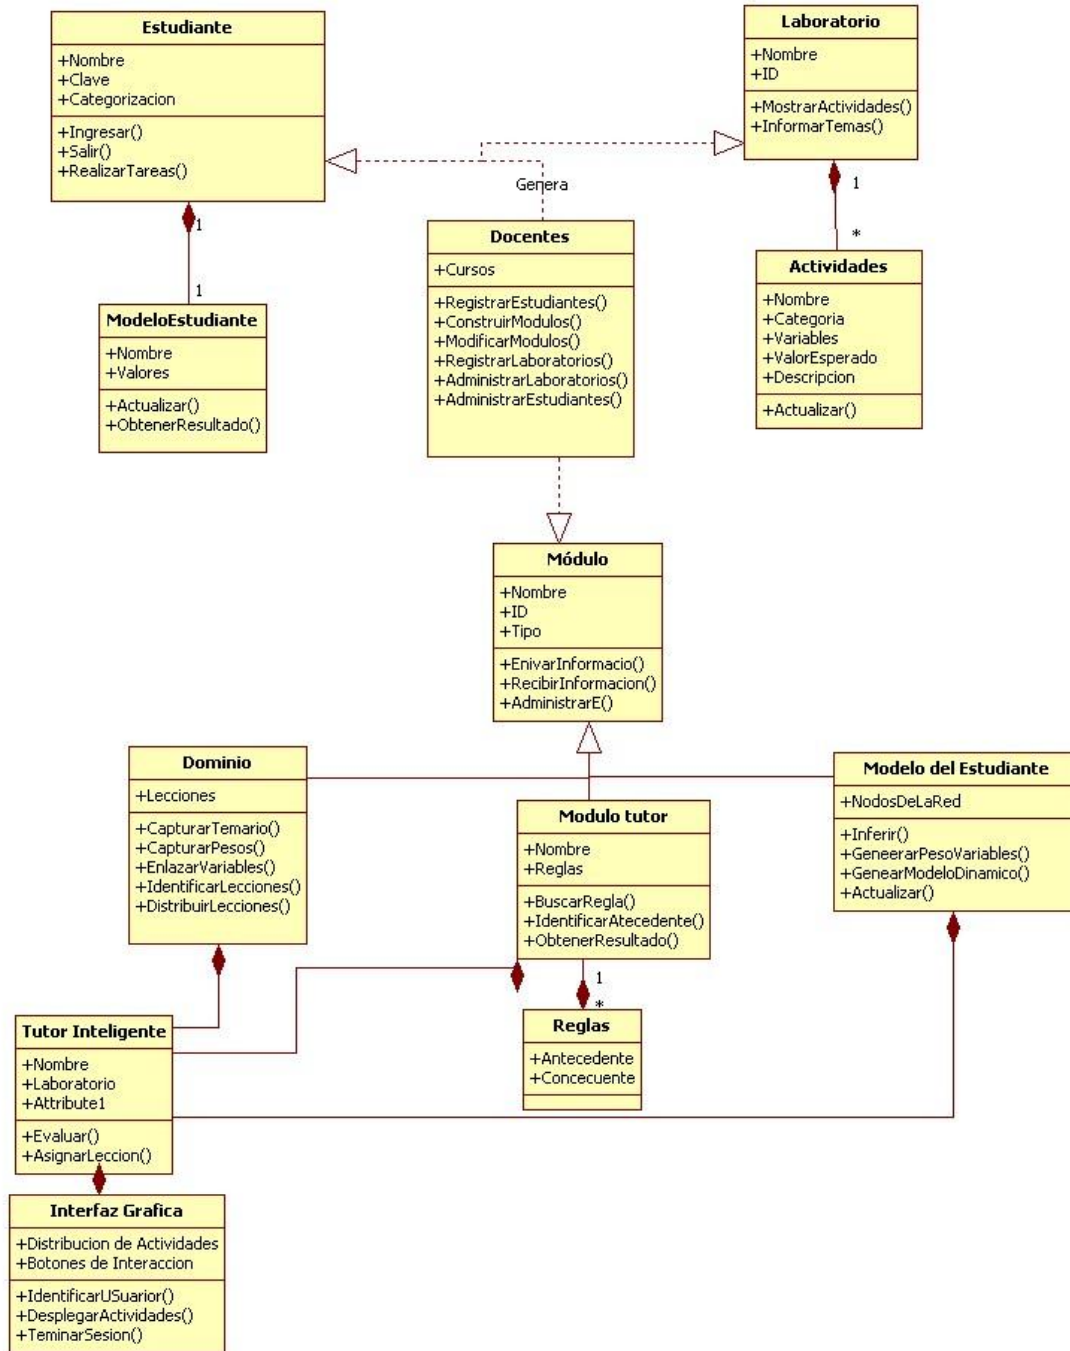 Estudiante
+Nombre
+Clave
+Categorizacion
+Ingresar()
+Salir()
+RealizarTareas()
Laboratorio
+Nombre
+ID
+MostrarActividades()
+InformarTemas()
Genera
1
1
1
*
ModeloEstudiante
+Nombre
+Valores
+Actualizar()
+ObtenerResultado()
Docentes
+Cursos
+RegistrarEstudiantes()
+ConstruirModulos()
+ModificarModulos()
+RegistrarLaboratorios()
+AdministrarLaboratorios()
+AdministrarEstudiantes()
Actividades
+Nombre
+Categoria
+Variables
+ValorEsperado
+Descripcion
+Actualizar()
Módulo
+Nombre
+ID
+Tipo
+EnivarInformacio()
+RecibirInformacion()
+AdministrarE()
Dominio
+Lecciones
+CapturarTemario()
+CapturarPesos()
+EnlazarVariables()
+IdentificarLecciones()
+DistribuirLecciones()
Modulo tutor
+Nombre
+Reglas
+BuscarRegla()
+IdentificarAtecedente()
+ObtenerResultado()
Modelo del Estudiante
+NodosDeLaRed
+Inferir()
+GeneerarPesoVariables()
+GenearModeloDinamico()
+Actualizar()
1
*
Reglas
+Antecedente
+Concecuente
Tutor Inteligente
+Nombre
+Laboratorio
+Attribute1
+Evaluar()
+AsignarLeccion()
Interfaz Grafica
+Distribucion de Actividades
+Botones de Interaccion
+IdentificarUSuarior()
+DesplegarActividades()
+TeminarSesion()